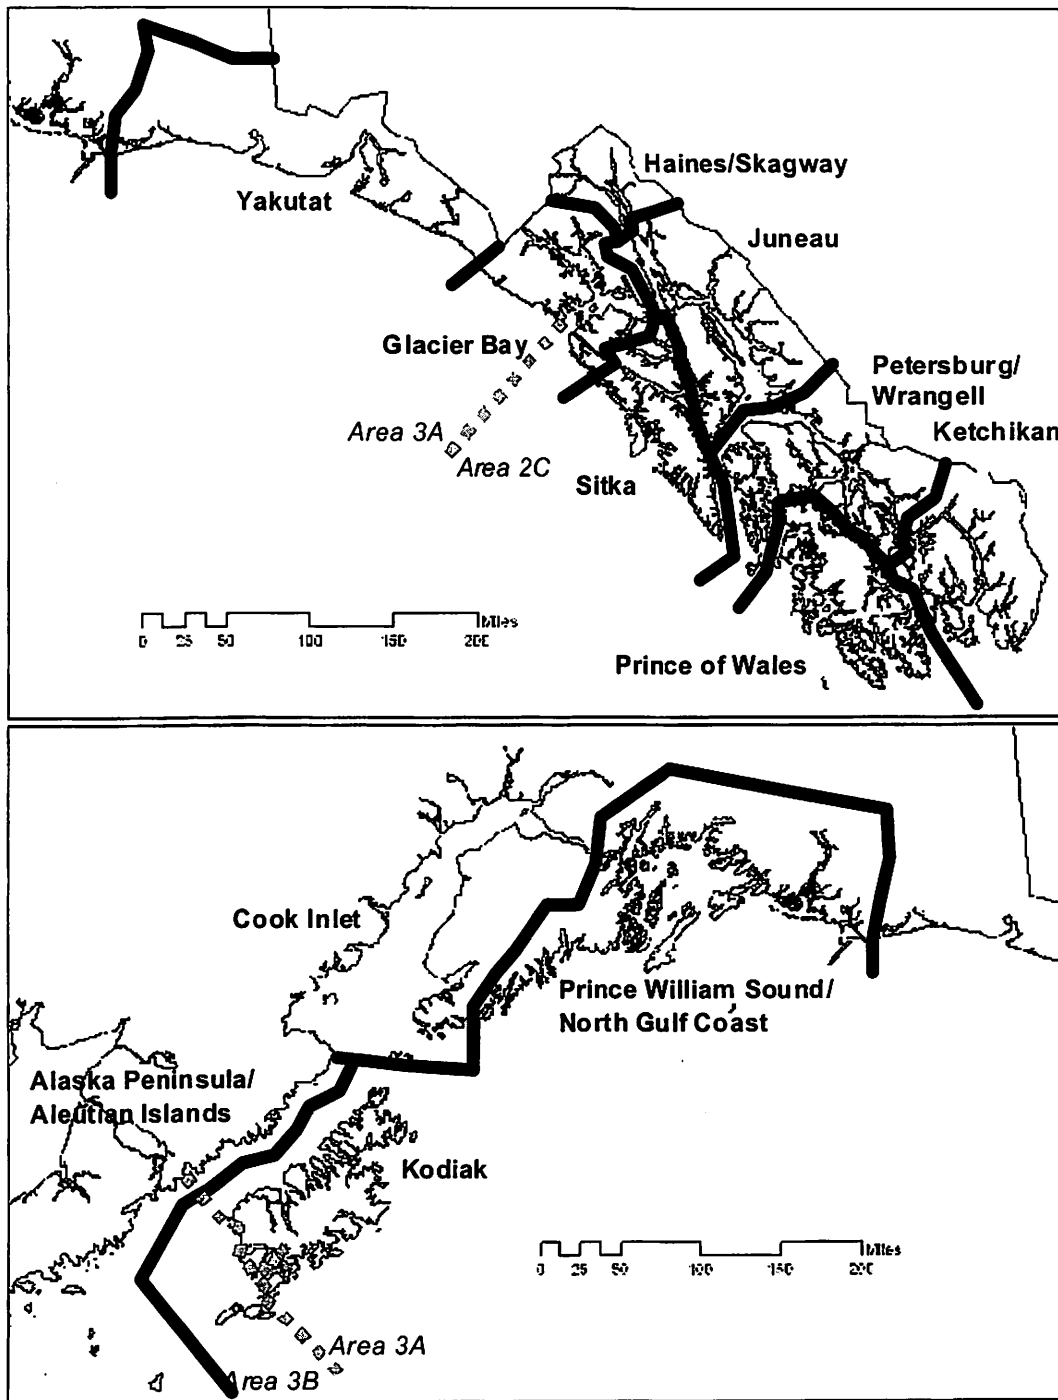 Haines/Skagway
Yakutat
Juneau
Glacier Bay
Petersburg/
Wrangell
Area 3A
Ketchikan
Area 2C
Sitka
Miles
0 25 50 100 150 200
Prince of Wales
Cook Inlet
Prince William Sound/
North Gulf Coast
Alaska Peninsula/
Aleutian Islands
Kodiak
Miles
0 25 50 100 150 200
Area 3A
Area 3B